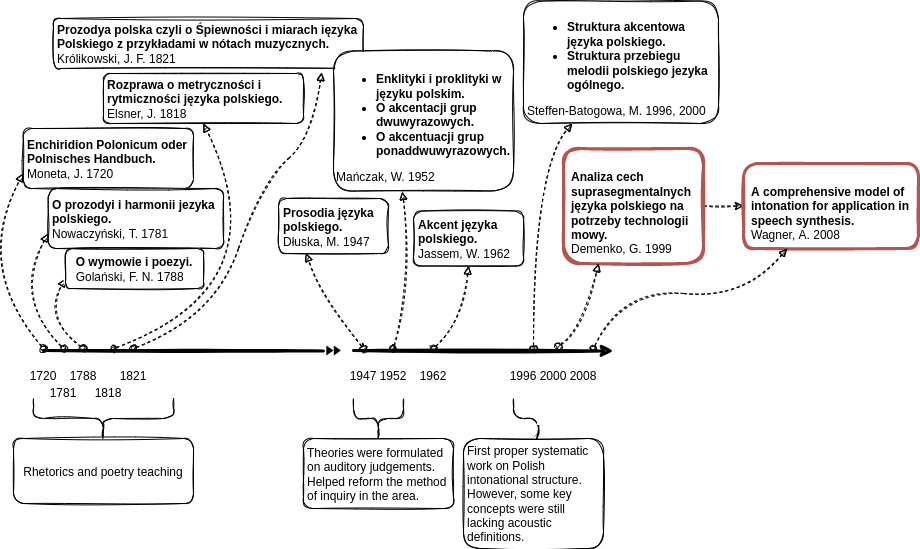 Prozodya polska czyli o Śpiewności i miarach ięzyka
Polskiego z przykładami w nótach muzycznych.
Królikowski, J. F. 1821
Rozprawa o metryczności i
rytmiczności języka polskiego.
Elsner, J. 1818
Enchiridion Polonicum oder
Polnisches Handbuch.
Moneta, J. 1720
O prozodyi i harmonii jezyka
polskiego.
Nowaczyński, T. 1781
O wymowie i poezyi.
Golański, F. N. 1788
Enklityki i proklityki w
języku polskim.
O akcentacji grup
dwuwyrazowych.
O akcentuacji grup
ponaddwuwyrazowych.
Mańczak, W. 1952
Prosodia języka
polskiego.
Dłuska, M. 1947
Akcent języka
polskiego.
Jassem, W. 1962
Struktura akcentowa
języka polskiego.
Struktura przebiegu
melodii polskiego jezyka
ogólnego.
Steffen-Batogowa, M. 1996, 2000
Analiza cech
suprasegmentalnych
języka polskiego na
potrzeby technologii
mowy.
Demenko, G. 1999
A comprehensive model of
intonation for application in
speech synthesis.
Wagner, A. 2008
1720 1788 1821
1781 1818
1947 1952 1962
1996 2000 2008
Rhetorics and poetry teaching
Theories were formulated
on auditory judgements.
Helped reform the method
of inquiry in the area.
First proper systematic
work on Polish
intonational structure.
However, some key
concepts were still
lacking acoustic
definitions.